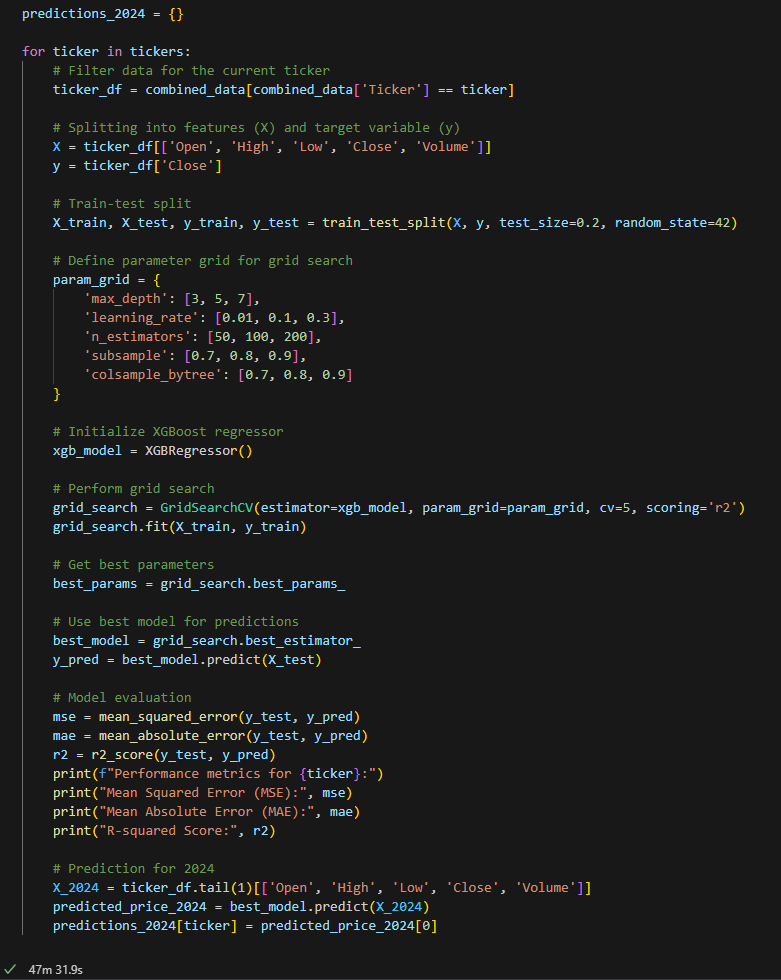 predictions_2024 = {}
for ticker in tickers:
# Filter data for the current ticker
ticker_df = combined_data[combined_data['Ticker'] == ticker]
# Splitting into features (X) and target variable (y)
X = ticker_df[['Open', 'High', 'Low', 'Close', 'Volume']]
y = ticker_df['Close']
# Train-test split
X_train, X_test, y_train, y_test = train_test_split(X, y, test_size=0.2, random_state=42)
# Define parameter grid for grid search
param_grid = {
'max_depth': [3, 5, 7],
'learning_rate': [0.01, 0.1, 0.3],
'n_estimators': [50, 100, 200],
'subsample': [0.7, 0.8, 0.9],
'colsample_bytree': [0.7, 0.8, 0.9]
}
# Initialize XGBoost regressor
xgb_model = XGBRegressor()
# Perform grid search
grid_search = GridSearchCV(estimator=xgb_model, param_grid=param_grid, cv=5, scoring='r2')
grid_search.fit(X_train, y_train)
# Get best parameters
best_params = grid_search.best_params_
# Use best model for predictions
best_model = grid_search.best_estimator_
y_pred = best_model.predict(X_test)
# Model evaluation
mse = mean_squared_error(y_test, y_pred)
mae = mean_absolute_error(y_test, y_pred)
r2 = r2_score(y_test, y_pred)
print(f"Performance metrics for {ticker}:")
print("Mean Squared Error (MSE):", mse)
print("Mean Absolute Error (MAE):", mae)
print("R-squared Score:", r2)
# Prediction for 2024
X_2024 = ticker_df.tail(1)[['Open', 'High', 'Low', 'Close', 'Volume']]
predicted_price_2024 = best_model.predict(X_2024)
predictions_2024[ticker] = predicted_price_2024[0]
47m 31.9s